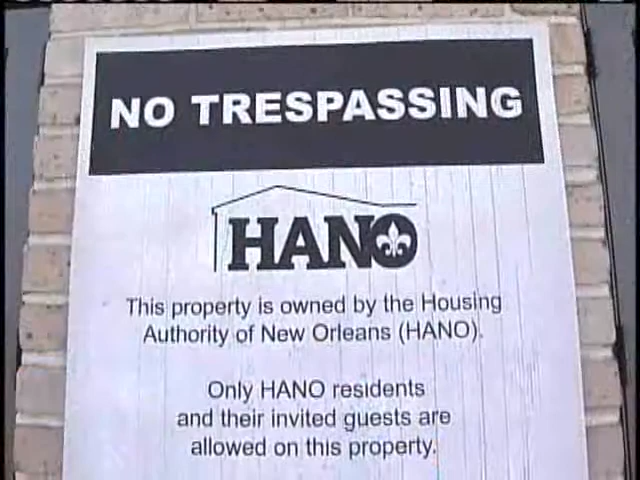 NO TRESPASSING
HANO
This property is owned by the Housing
Authority of New Orleans (HANO).
Only HANO residents
and their invited guests are
allowed on this property.